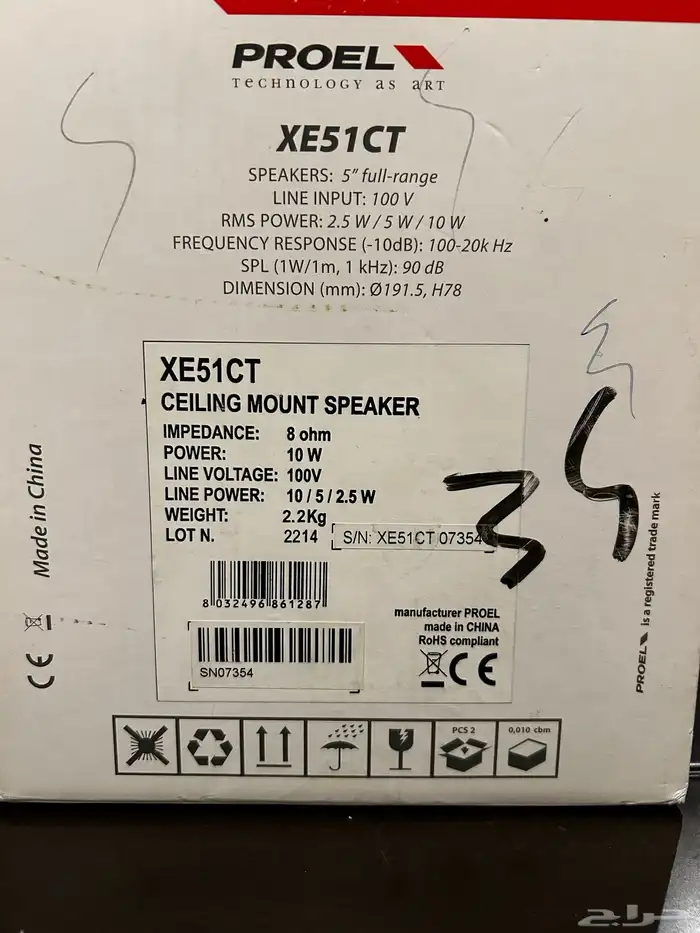 PROEL
TECHNOLOGY AS ART
XE51CT
SPEAKERS: 5" full-range
LINE INPUT: 100 V
RMS POWER: 2.5 W / 5 W / 10 W
FREQUENCY RESPONSE (-10dB): 100-20k Hz
SPL (1W/1m, 1 kHz): 90 dB
DIMENSION (mm): Ø191.5, H78
XE51CT
CEILING MOUNT SPEAKER
IMPEDANCE: 8 ohm
POWER: 10 W
LINE VOLTAGE: 100V
LINE POWER: 10 / 5 / 2.5 W
WEIGHT: 2.2Kg
LOT N. 2214 S/N: XE51CT 07354
8 032496 861287
SN07354
manufacturer PROEL
made in CHINA
RoHS compliant
CE
Made in China
CE
PROEL is a registered trade mark
PCS 2
0,010 cbm
حراج